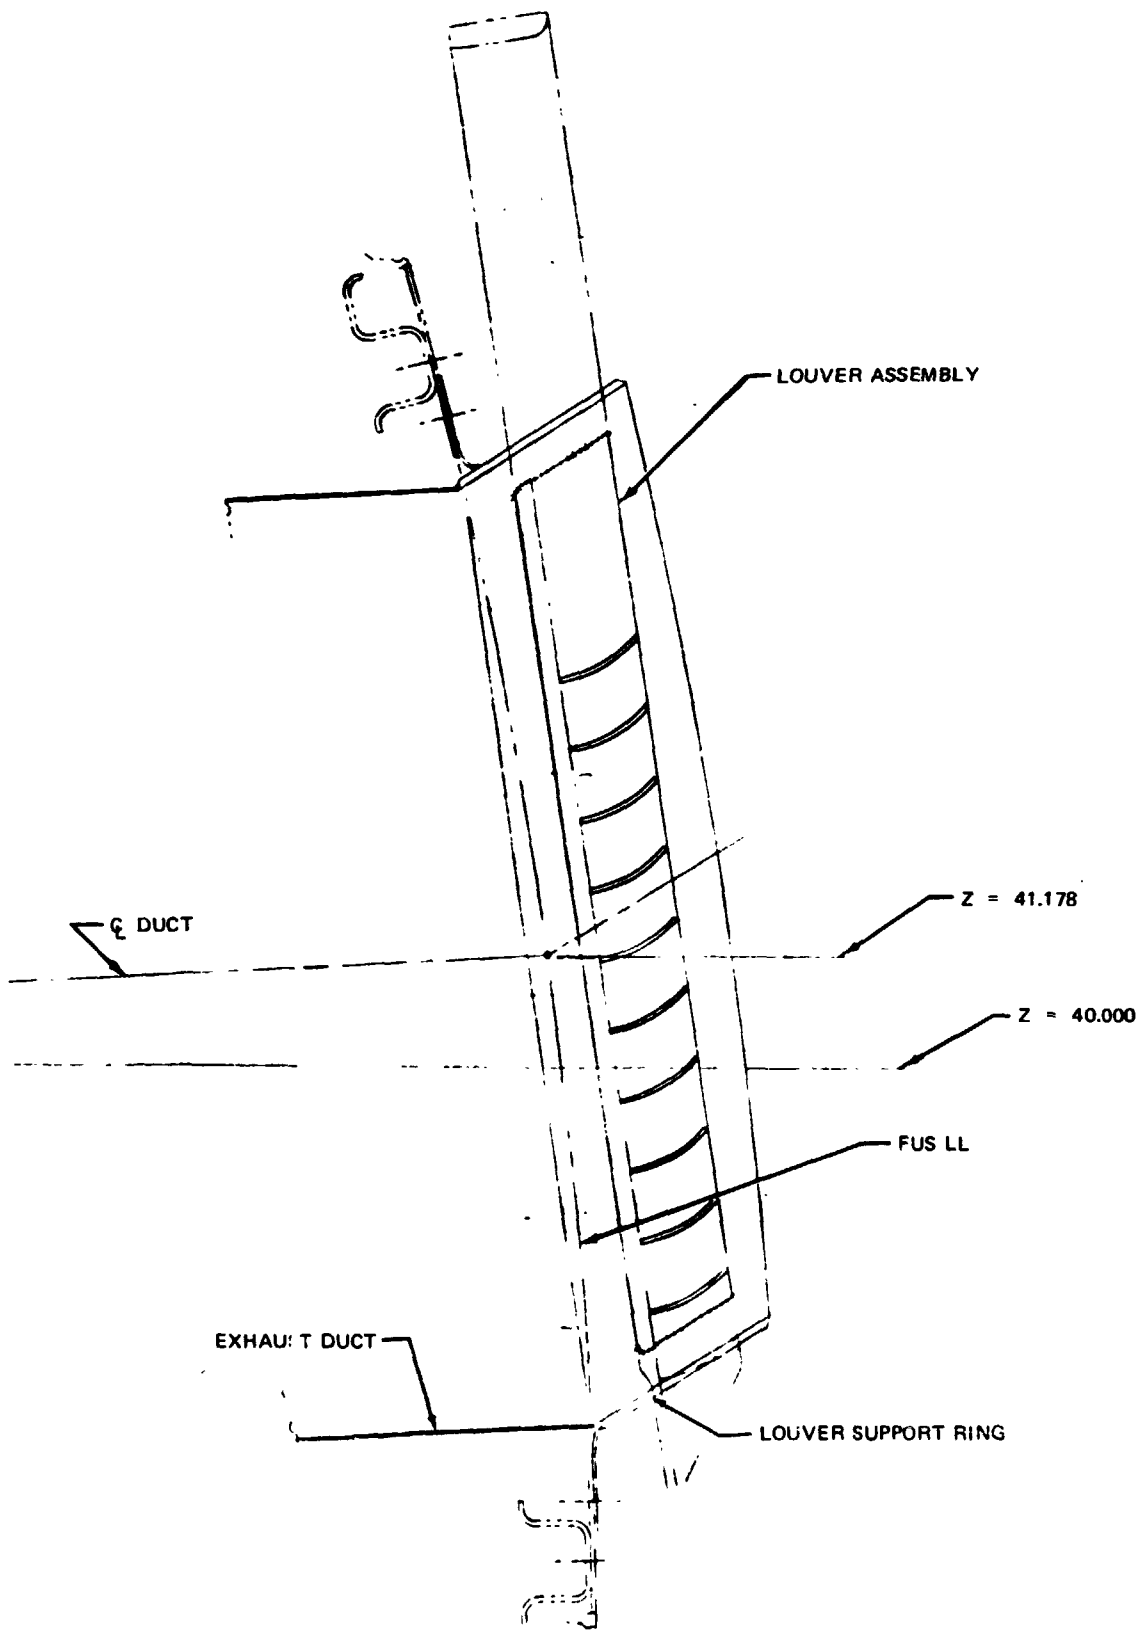 LOUVER ASSEMBLY
Z = 41.178
℄ DUCT
Z = 40.000
FUS LL
EXHAUST DUCT
LOUVER SUPPORT RING